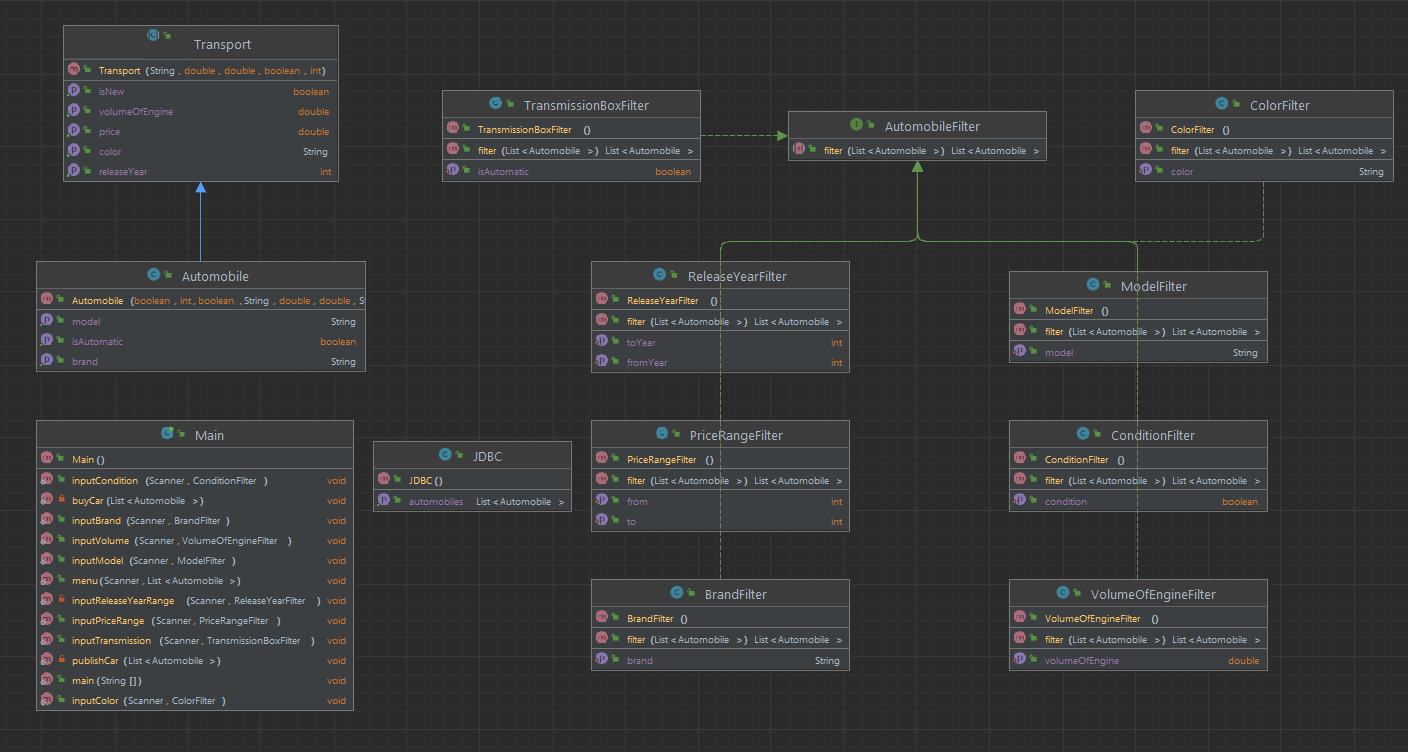 Transport
Transport (String , double , double , boolean , int)
isNew boolean
volumeOfEngine double
price double
color String
releaseYear int
TransmissionBoxFilter
TransmissionBoxFilter ()
filter (List <Automobile >) List <Automobile >
isAutomatic boolean
AutomobileFilter
filter (List <Automobile >) List <Automobile >
ColorFilter
ColorFilter ()
filter (List <Automobile >) List <Automobile >
color String
Automobile
Automobile (boolean , int , boolean , String , double , double , S
model String
isAutomatic boolean
brand String
ReleaseYearFilter
ReleaseYearFilter ()
filter (List <Automobile >) List <Automobile >
toYear int
fromYear int
ModelFilter
ModelFilter ()
filter (List <Automobile >) List <Automobile >
model String
Main
Main ()
inputCondition (Scanner , ConditionFilter ) void
buyCar (List <Automobile >) void
inputBrand (Scanner , BrandFilter ) void
inputVolume (Scanner , VolumeOfEngineFilter ) void
inputModel (Scanner , ModelFilter ) void
menu (Scanner , List <Automobile >) void
inputReleaseYearRange (Scanner , ReleaseYearFilter ) void
inputPriceRange (Scanner , PriceRangeFilter ) void
inputTransmission (Scanner , TransmissionBoxFilter ) void
publishCar (List <Automobile >) void
main (String []) void
inputColor (Scanner , ColorFilter ) void
JDBC
JDBC ()
automobiles List <Automobile >
PriceRangeFilter
PriceRangeFilter ()
filter (List <Automobile >) List <Automobile >
from int
to int
ConditionFilter
ConditionFilter ()
filter (List <Automobile >) List <Automobile >
condition boolean
BrandFilter
BrandFilter ()
filter (List <Automobile >) List <Automobile >
brand String
VolumeOfEngineFilter
VolumeOfEngineFilter ()
filter (List <Automobile >) List <Automobile >
volumeOfEngine double